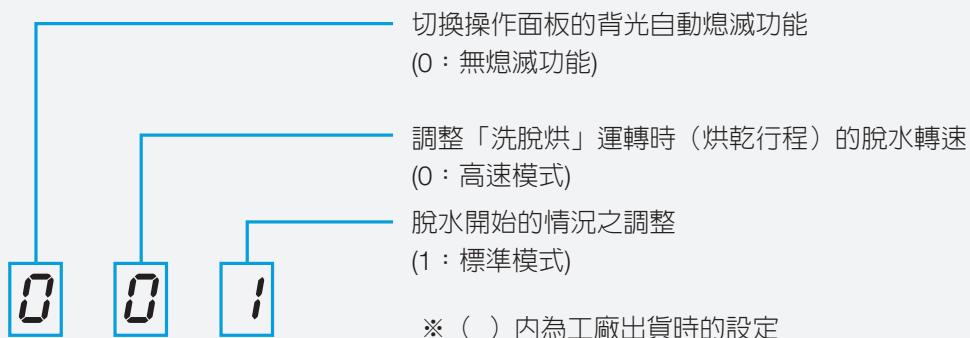 切換操作面板的背光自動熄滅功能
(0：無熄滅功能)
調整「洗脫烘」運轉時（烘乾行程）的脫水轉速
(0：高速模式)
脫水開始的情況之調整
(1：標準模式)
0 0 1
※（ ）內為工廠出貨時的設定